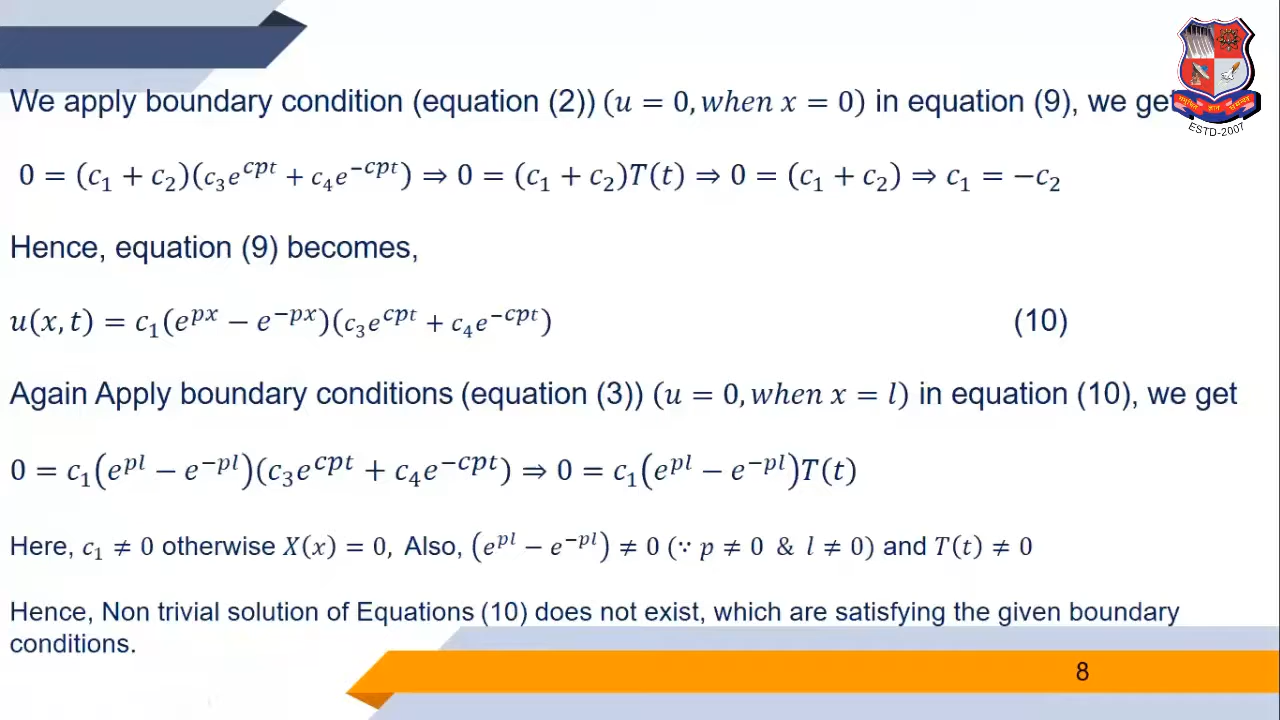 We apply boundary condition (equation (2)) (u = 0, when x = 0) in equation (9), we get
0 = (c₁ + c₂)(c₃e^{cpt} + c₄e^{−cpt}) ⇒ 0 = (c₁ + c₂)T(t) ⇒ 0 = (c₁ + c₂) ⇒ c₁ = −c₂
Hence, equation (9) becomes,
u(x, t) = c₁(e^{px} − e^{−px})(c₃e^{cpt} + c₄e^{−cpt}) (10)
Again Apply boundary conditions (equation (3)) (u = 0, when x = l) in equation (10), we get
0 = c₁(e^{pl} − e^{−pl})(c₃e^{cpt} + c₄e^{−cpt}) ⇒ 0 = c₁(e^{pl} − e^{−pl})T(t)
Here, c₁ ≠ 0 otherwise X(x) = 0, Also, (e^{pl} − e^{−pl}) ≠ 0 (∵ p ≠ 0 & l ≠ 0) and T(t) ≠ 0
Hence, Non trivial solution of Equations (10) does not exist, which are satisfying the given boundary
conditions.
8
ESTD-2007